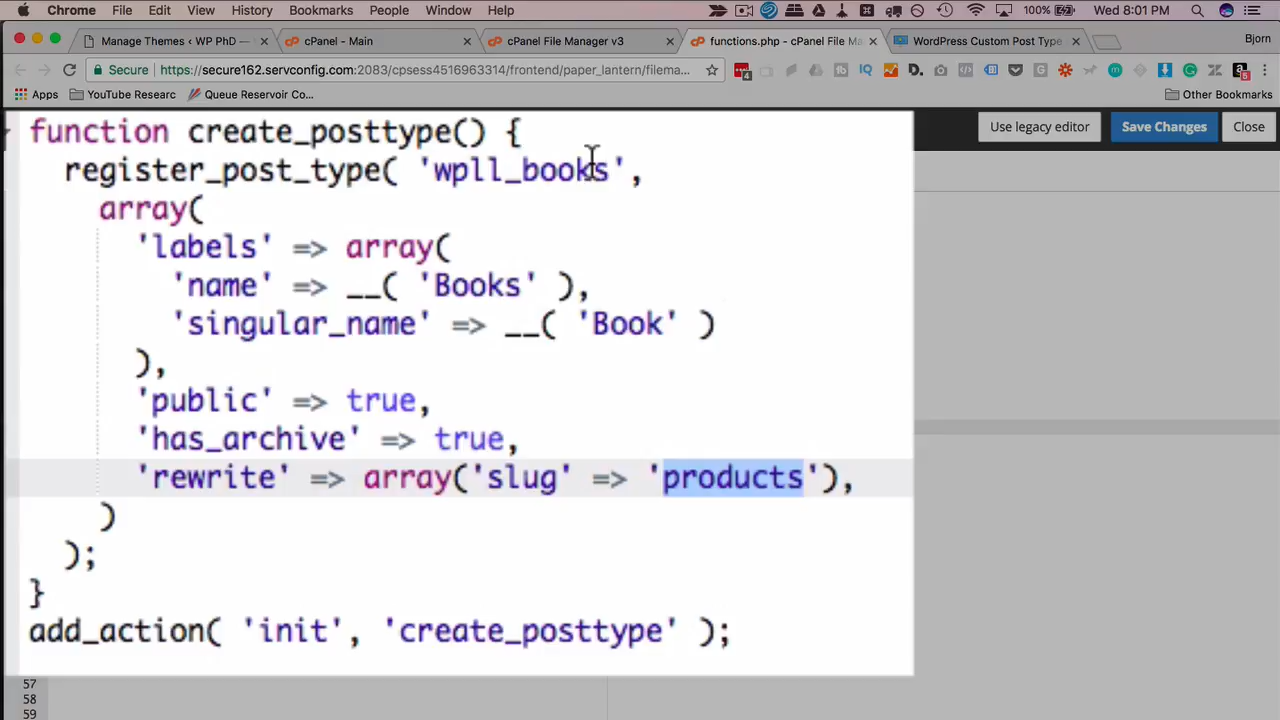 Chrome File Edit View History Bookmarks People Window Help 100% Wed 8:01 PM
Manage Themes ‹ WP PhD — cPanel - Main cPanel File Manager v3 functions.php - cPanel File Ma WordPress Custom Post Type Bjorn
Secure https://secure162.servconfig.com:2083/cpsess4516963314/frontend/paper_lantern/filema...
Apps YouTube Researc Queue Reservoir Co... Other Bookmarks
Use legacy editor Save Changes Close
function create_posttype() {
register_post_type( 'wpll_books',
array(
'labels' => array(
'name' => __( 'Books' ),
'singular_name' => __( 'Book' )
),
'public' => true,
'has_archive' => true,
'rewrite' => array('slug' => 'products'),
)
);
}
add_action( 'init', 'create_posttype' );
57
58
59